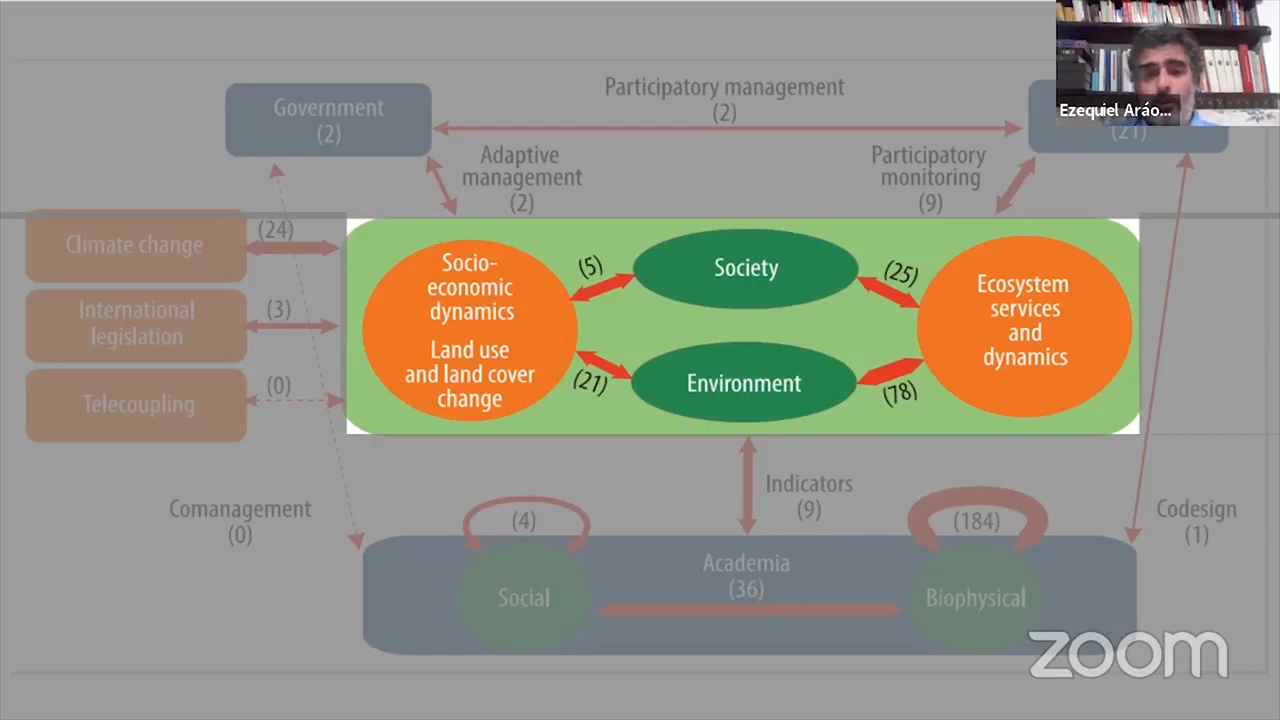 Participatory management
(2)
Government
(2)
Ezequiel Aráo...
(21)
Adaptive
management
(2)
Participatory
monitoring
(9)
Climate change
(24)
International
legislation
(3)
Telecoupling
(0)
Socio-
economic
dynamics
Land use
and land cover
change
(5)
(21)
Society
Environment
(25)
(78)
Ecosystem
services
and
dynamics
Comanagement
(0)
Indicators
(9)
Codesign
(1)
(4)
(184)
Academia
(36)
Social
Biophysical
zoom